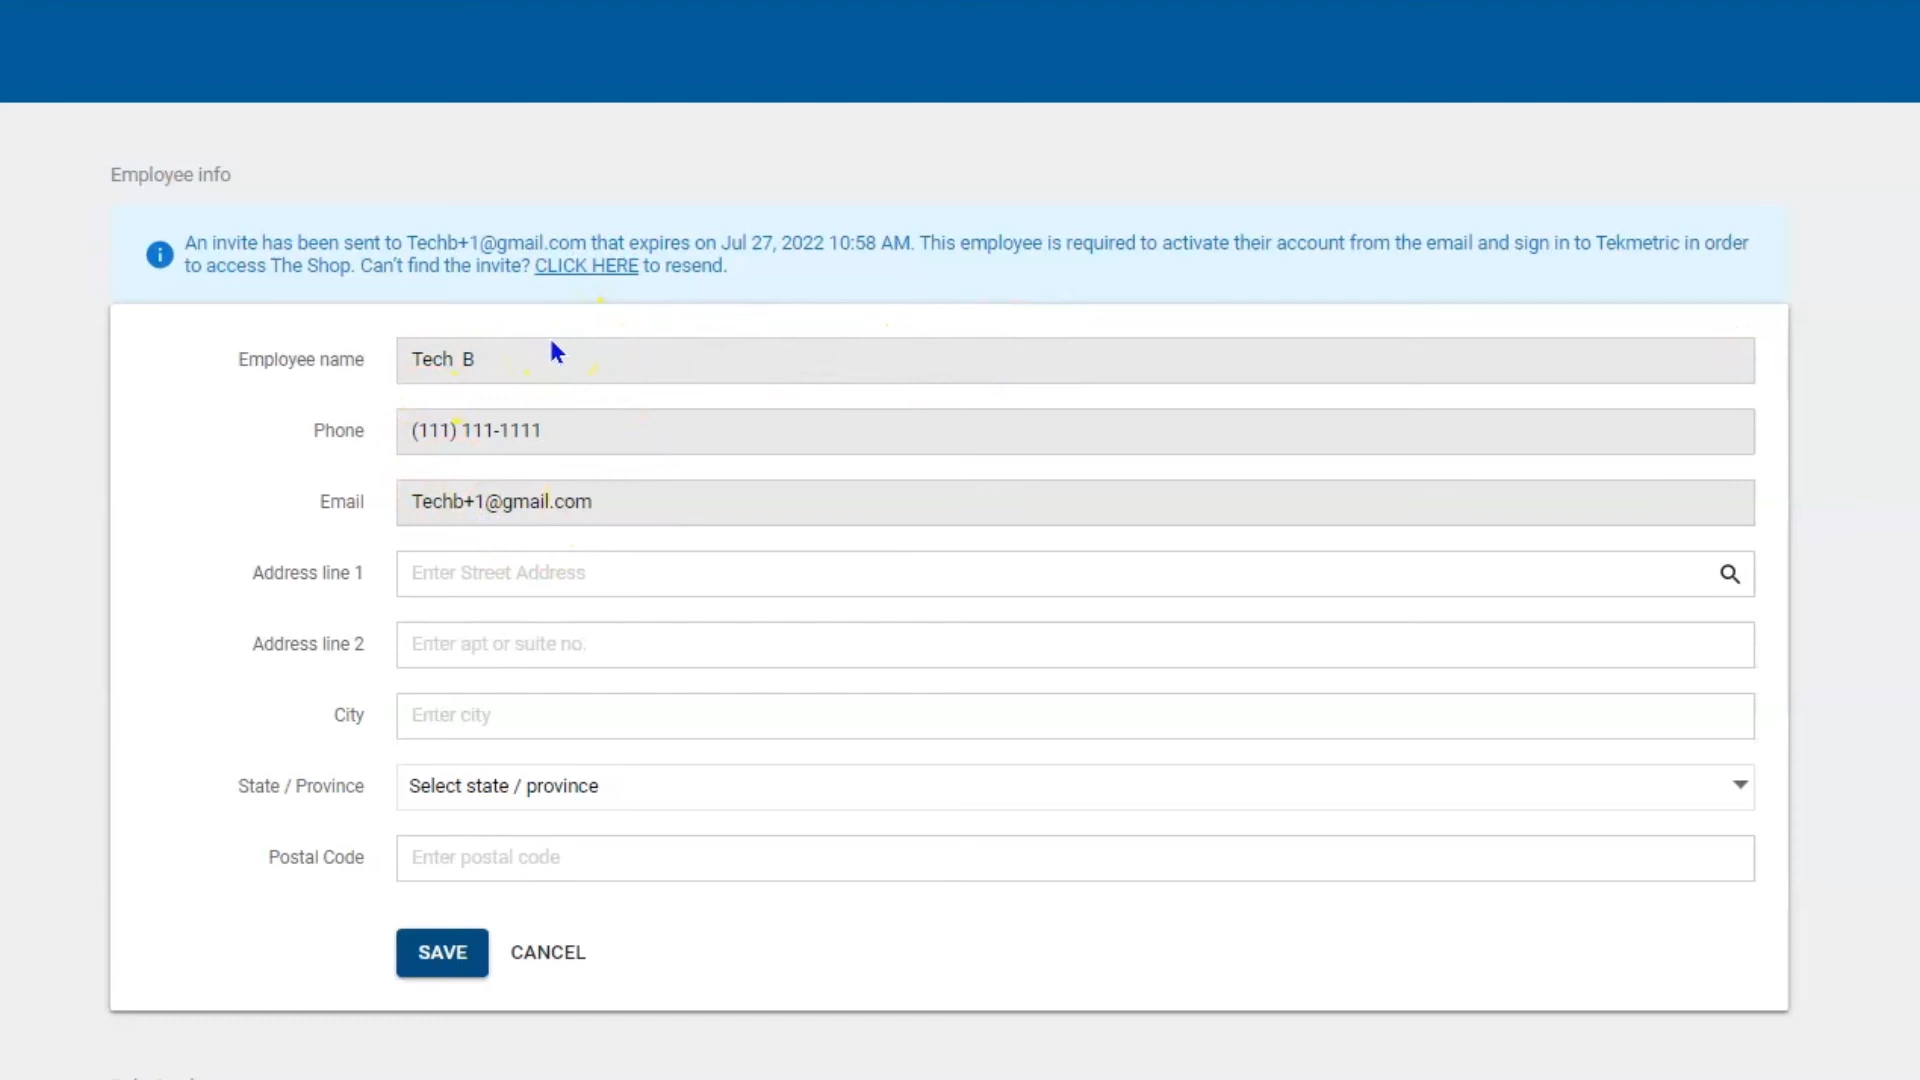 Employee info
An invite has been sent to Techb+1@gmail.com that expires on Jul 27, 2022 10:58 AM. This employee is required to activate their account from the email and sign in to Tekmetric in order
to access The Shop. Can't find the invite? CLICK HERE to resend.
Employee name Tech B
Phone (111) 111-1111
Email Techb+1@gmail.com
Address line 1 Enter Street Address
Address line 2 Enter apt or suite no.
City Enter city
State / Province Select state / province
Postal Code Enter postal code
SAVE CANCEL